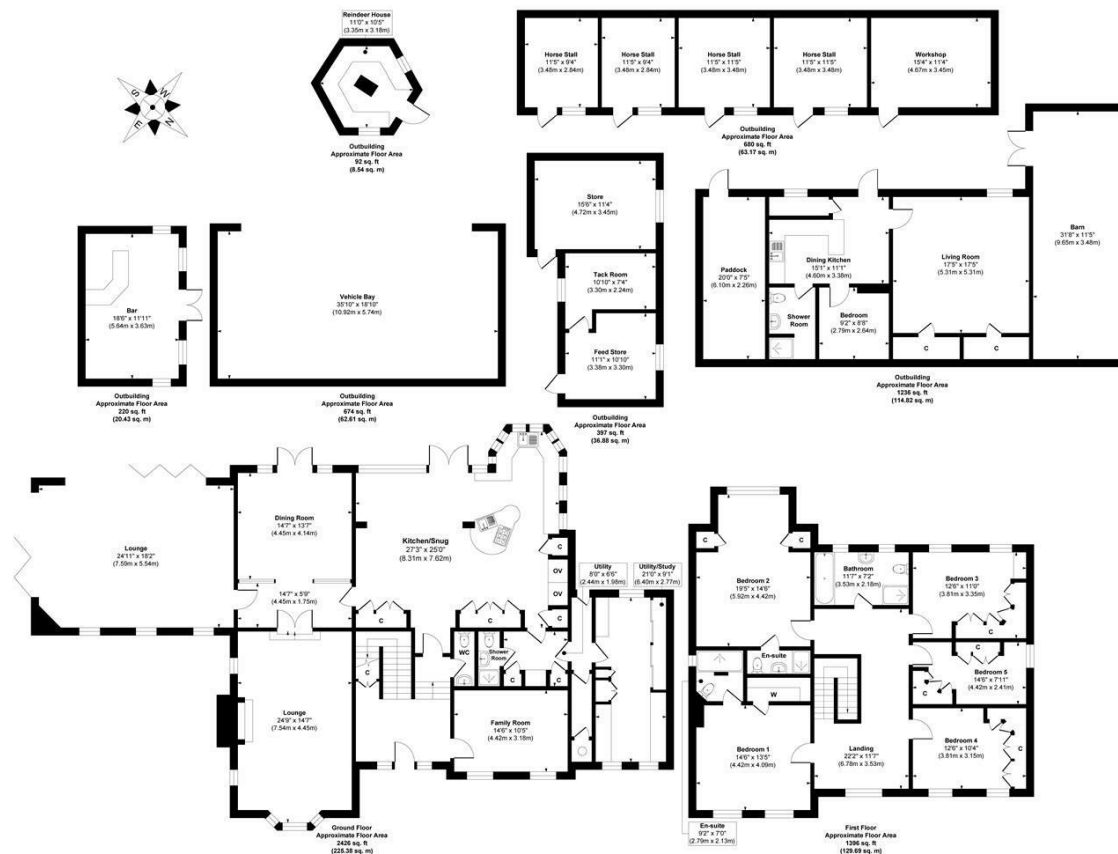 Reindeer House
11'0" x 10'5"
(3.35m x 3.18m)
Outbuilding
Approximate Floor Area
92 sq. ft
(8.54 sq. m)
S
W
E
N
Horse Stall
11'5" x 9'4"
(3.48m x 2.84m)
Horse Stall
11'5" x 9'4"
(3.48m x 2.84m)
Horse Stall
11'5" x 11'5"
(3.48m x 3.48m)
Horse Stall
11'5" x 11'5"
(3.48m x 3.48m)
Workshop
15'4" x 11'4"
(4.67m x 3.45m)
Outbuilding
Approximate Floor Area
680 sq. ft
(63.17 sq. m)
Bar
18'6" x 11'11"
(5.64m x 3.63m)
Outbuilding
Approximate Floor Area
220 sq. ft
(20.43 sq. m)
Vehicle Bay
35'10" x 18'10"
(10.92m x 5.74m)
Outbuilding
Approximate Floor Area
674 sq. ft
(62.61 sq. m)
Store
15'6" x 11'4"
(4.72m x 3.45m)
Tack Room
10'10" x 7'4"
(3.30m x 2.24m)
Feed Store
11'1" x 10'10"
(3.38m x 3.30m)
Outbuilding
Approximate Floor Area
397 sq. ft
(36.88 sq. m)
Paddock
20'0" x 7'5"
(6.10m x 2.26m)
Dining Kitchen
15'1" x 11'1"
(4.60m x 3.38m)
Shower
Room
Bedroom
9'2" x 8'8"
(2.79m x 2.64m)
Living Room
17'5" x 17'5"
(5.31m x 5.31m)
C
C
Barn
31'8" x 11'5"
(9.65m x 3.48m)
Outbuilding
Approximate Floor Area
1236 sq. ft
(114.82 sq. m)
Lounge
24'11" x 18'2"
(7.59m x 5.54m)
Dining Room
14'7" x 13'7"
(4.45m x 4.14m)
14'7" x 5'9"
(4.45m x 1.75m)
Kitchen/Snug
27'3" x 25'0"
(8.31m x 7.62m)
C
OV
OV
C
C
C
Utility
8'0" x 6'6"
(2.44m x 1.98m)
Utility/Study
21'0" x 9'1"
(6.40m x 2.77m)
C
WC
Shower
Room
C
C
Lounge
24'9" x 14'7"
(7.54m x 4.45m)
Family Room
14'6" x 10'5"
(4.42m x 3.18m)
Ground Floor
Approximate Floor Area
2426 sq. ft
(225.38 sq. m)
C
C
Bedroom 2
19'5" x 14'6"
(5.92m x 4.42m)
Bathroom
11'7" x 7'2"
(3.53m x 2.18m)
Bedroom 3
12'6" x 11'0"
(3.81m x 3.35m)
C
En-suite
W
C
Bedroom 5
14'6" x 7'11"
(4.42m x 2.41m)
C
Bedroom 1
14'6" x 13'5"
(4.42m x 4.09m)
Landing
22'2" x 11'7"
(6.78m x 3.53m)
Bedroom 4
12'6" x 10'4"
(3.81m x 3.15m)
C
En-suite
9'2" x 7'0"
(2.79m x 2.13m)
First Floor
Approximate Floor Area
1396 sq. ft
(129.69 sq. m)